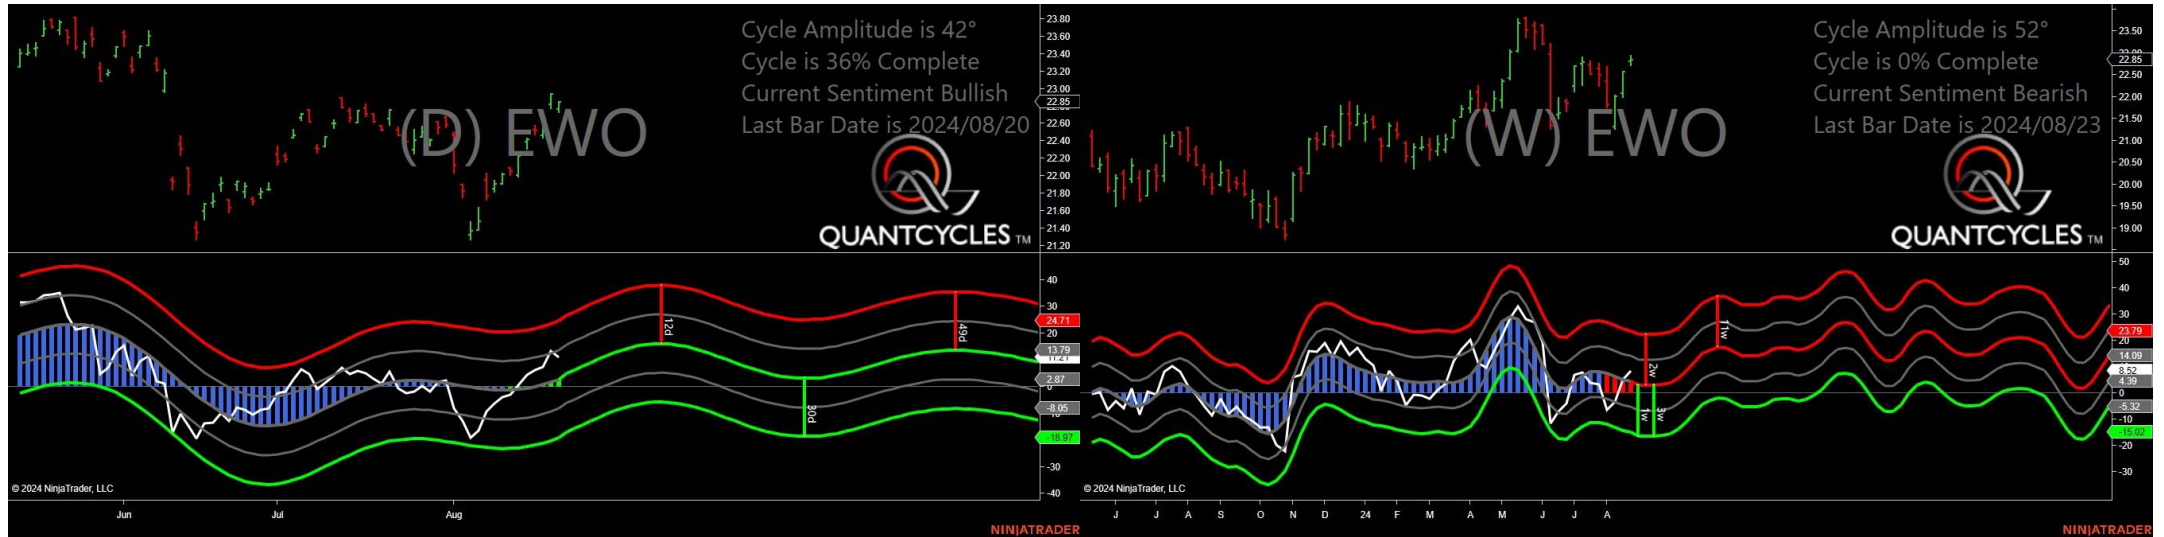 Cycle Amplitude is 42°
Cycle is 36% Complete
Current Sentiment Bullish
Last Bar Date is 2024/08/20
(D) EWO
QUANTCYCLES TM
23.80
23.60
23.40
23.20
23.00
22.85
22.60
22.40
22.20
22.00
21.80
21.60
21.40
21.20
12d
30d
49d
40
30
24.71
20
13.79
11.21
2.87
0
-8.05
-18.97
-30
-40
© 2024 NinjaTrader, LLC
Jun Jul Aug
NINJATRADER
Cycle Amplitude is 52°
Cycle is 0% Complete
Current Sentiment Bearish
Last Bar Date is 2024/08/23
(W) EWO
QUANTCYCLES TM
23.50
22.85
22.50
22.00
21.50
21.00
20.50
20.00
19.50
19.00
1w
2w
3w
11w
50
40
30
23.79
20
14.09
8.52
4.39
0
-5.32
-10
-15.02
-20
-30
© 2024 NinjaTrader, LLC
J J A S O N D 24 F M A M J J A
NINJATRADER